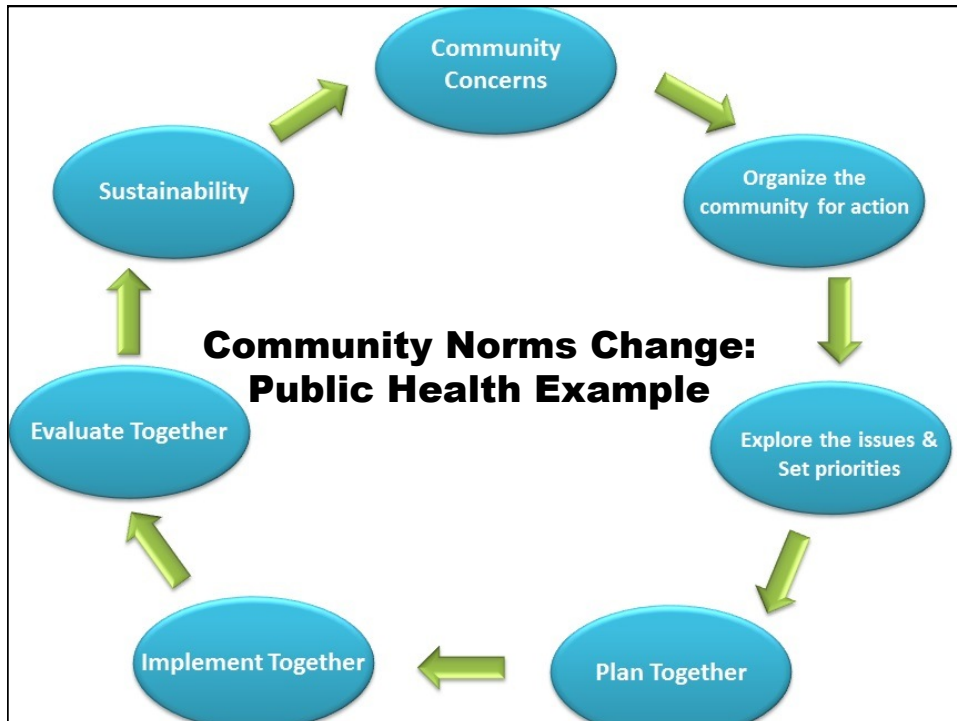 Community
Concerns
Organize the
community for action
Explore the issues &
Set priorities
Plan Together
Implement Together
Evaluate Together
Sustainability
Community Norms Change:
Public Health Example